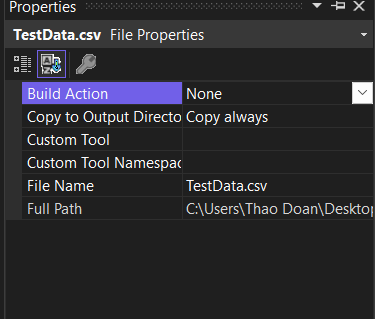 Properties
TestData.csv File Properties
Build Action None
Copy to Output Directo Copy always
Custom Tool
Custom Tool Namespac
File Name TestData.csv
Full Path C:\Users\Thao Doan\Deskto